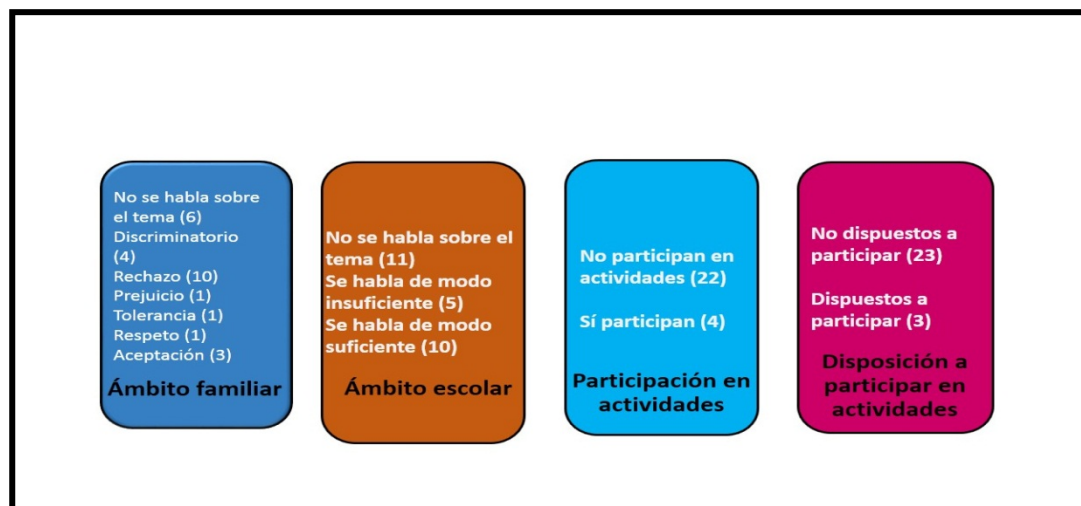 No se habla sobre
el tema (6)
Discriminatorio
(4)
Rechazo (10)
Prejuicio (1)
Tolerancia (1)
Respeto (1)
Aceptación (3)
Ámbito familiar
No se habla sobre el
tema (11)
Se habla de modo
insuficiente (5)
Se habla de modo
suficiente (10)
Ámbito escolar
No participan en
actividades (22)
Sí participan (4)
Participación en
actividades
No dispuestos a
participar (23)
Dispuestos a
participar (3)
Disposición a
participar en
actividades